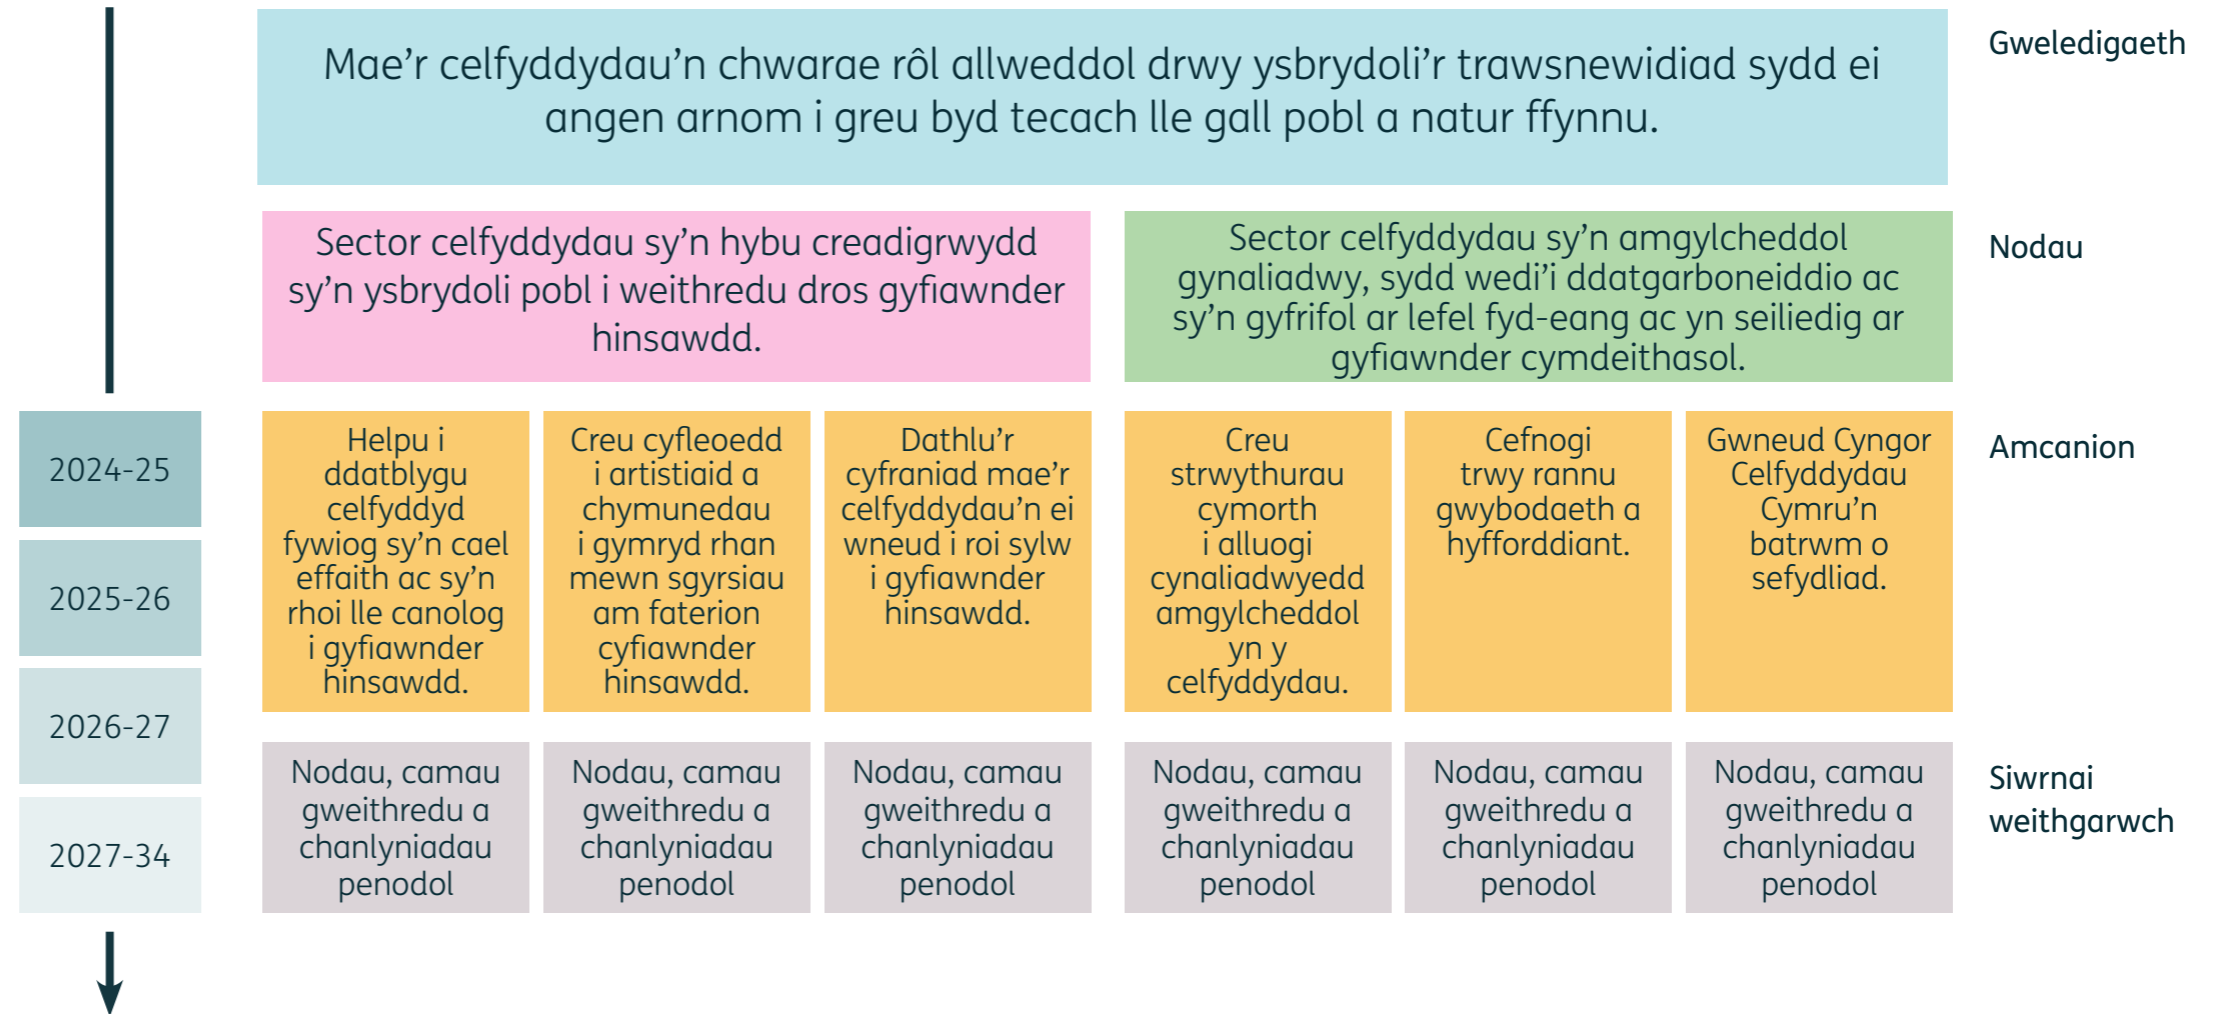 Mae’r celfyddydau’n chwarae rôl allweddol drwy ysbrydoli’r trawsnewidiad sydd ei
angen arnom i greu byd tecach lle gall pobl a natur ffynnu.
Gweledigaeth
Sector celfyddydau sy’n hybu creadigrwydd
sy’n ysbrydoli pobl i weithredu dros gyfiawnder
hinsawdd.
Sector celfyddydau sy’n amgylcheddol
gynaliadwy, sydd wedi’i ddatgarboneiddio ac
sy’n gyfrifol ar lefel fyd-eang ac yn seiliedig ar
gyfiawnder cymdeithasol.
Nodau
2024-25
2025-26
2026-27
2027-34
Helpu i
ddatblygu
celfyddyd
fywiog sy’n cael
effaith ac sy’n
rhoi lle canolog
i gyfiawnder
hinsawdd.
Creu cyfleoedd
i artistiaid a
chymunedau
i gymryd rhan
mewn sgyrsiau
am faterion
cyfiawnder
hinsawdd.
Dathlu’r
cyfraniad mae’r
celfyddydau’n ei
wneud i roi sylw
i gyfiawnder
hinsawdd.
Creu
strwythurau
cymorth
i alluogi
cynaliadwyedd
amgylcheddol
yn y
celfyddydau.
Cefnogi
trwy rannu
gwybodaeth a
hyfforddiant.
Gwneud Cyngor
Celfyddydau
Cymru’n
batrwm o
sefydliad.
Amcanion
Nodau, camau
gweithredu a
chanlyniadau
penodol
Nodau, camau
gweithredu a
chanlyniadau
penodol
Nodau, camau
gweithredu a
chanlyniadau
penodol
Nodau, camau
gweithredu a
chanlyniadau
penodol
Nodau, camau
gweithredu a
chanlyniadau
penodol
Nodau, camau
gweithredu a
chanlyniadau
penodol
Siwrnai
weithgarwch